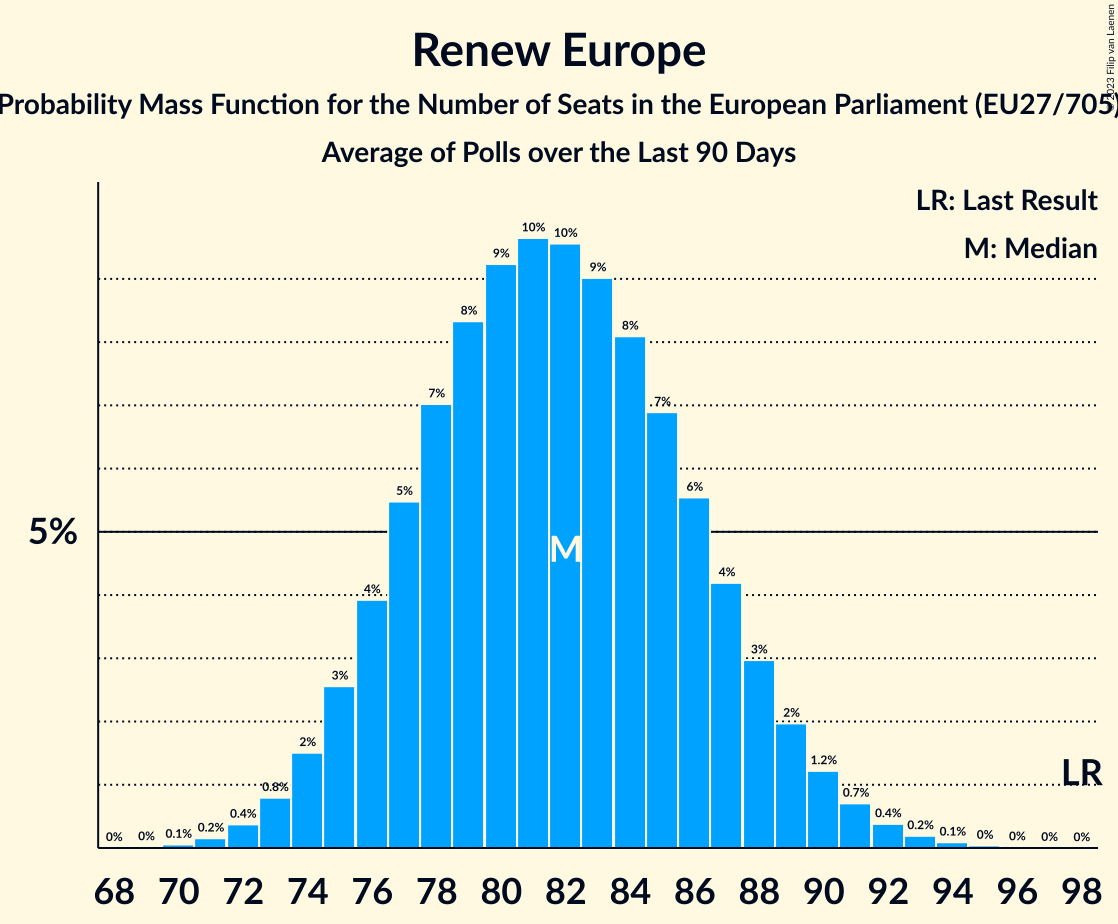 Renew Europe
Probability Mass Function for the Number of Seats in the European Parliament (EU27/705)
Average of Polls over the Last 90 Days
© 2023 Filip van Laenen
LR: Last Result
M: Median
0% 0% 0.1% 0.2% 0.4% 0.8% 2% 3% 4% 5% 7% 8% 9% 10% 10% 9% 8% 7% 6% 4% 3% 2% 1.2% 0.7% 0.4% 0.2% 0.1% 0% 0% 0% 0%
5%
M
LR
68 70 72 74 76 78 80 82 84 86 88 90 92 94 96 98